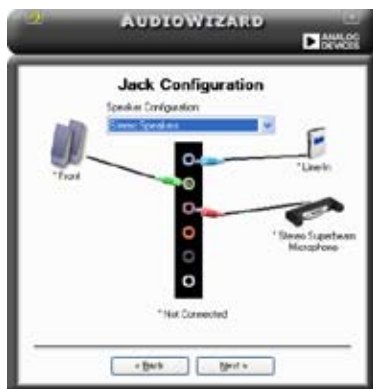 AUDIOWIZARD
ANALOG
DEVICES
Jack Configuration
Speaker Configuration
Stereo Speakers
* Front
* Line-In
* Stereo Superbeam
Microphone
* Not Connected
< Back
Next >